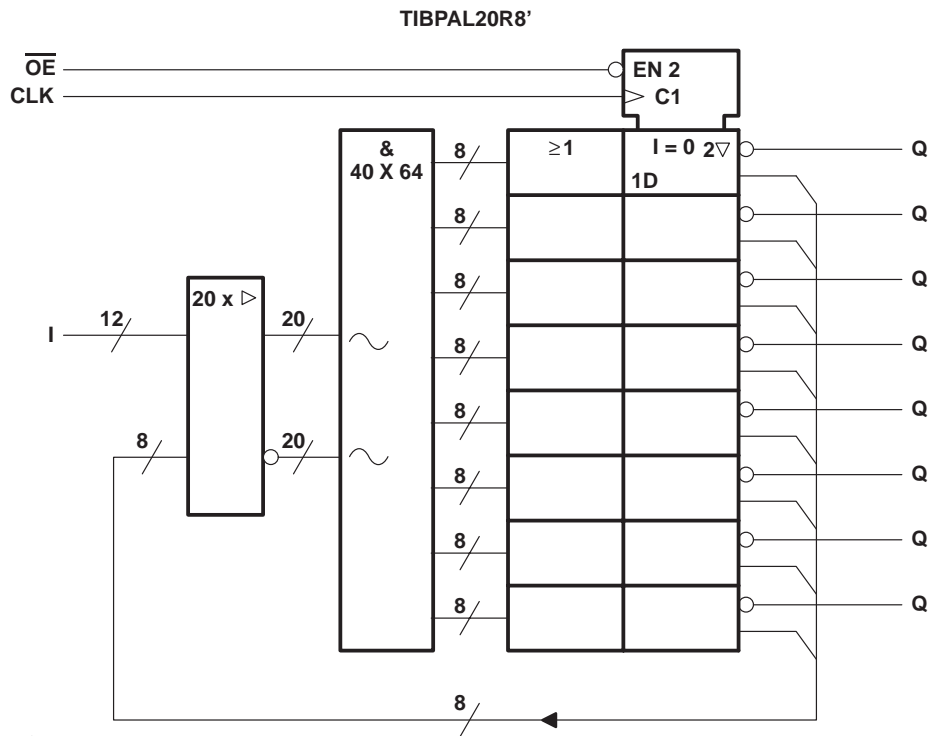 TIBPAL20R8’
OE
EN 2
CLK
C1
&
40 X 64
8
≥1
I = 0 2▽
1D
Q
8
Q
8
Q
20 x ▷
I
12
20
8
Q
8
Q
8
20
8
Q
8
Q
8
Q
8